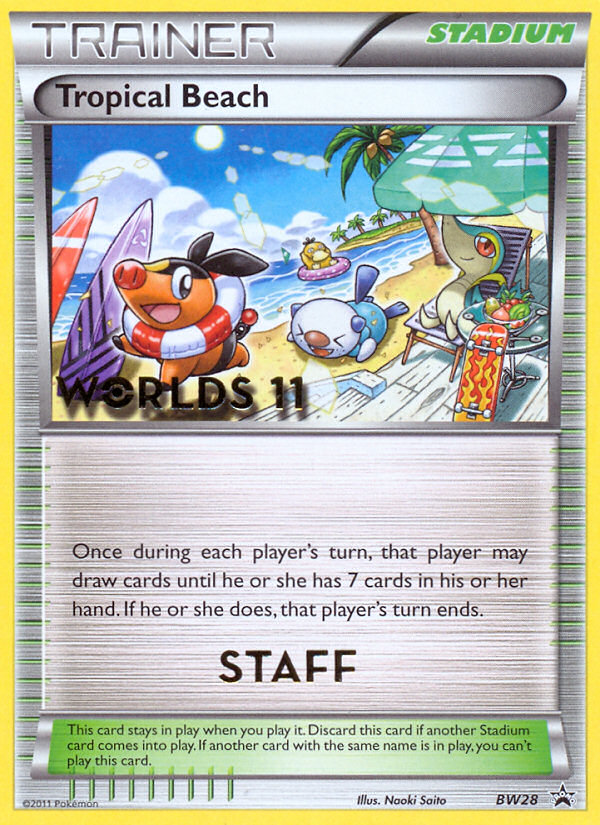 TRAINER
STADIUM
Tropical Beach
WORLDS 11
Once during each player's turn, that player may
draw cards until he or she has 7 cards in his or her
hand. If he or she does, that player's turn ends.
STAFF
This card stays in play when you play it. Discard this card if another Stadium
card comes into play. If another card with the same name is in play, you can't
play this card.
©2011 Pokémon
Illus. Naoki Saito
BW28